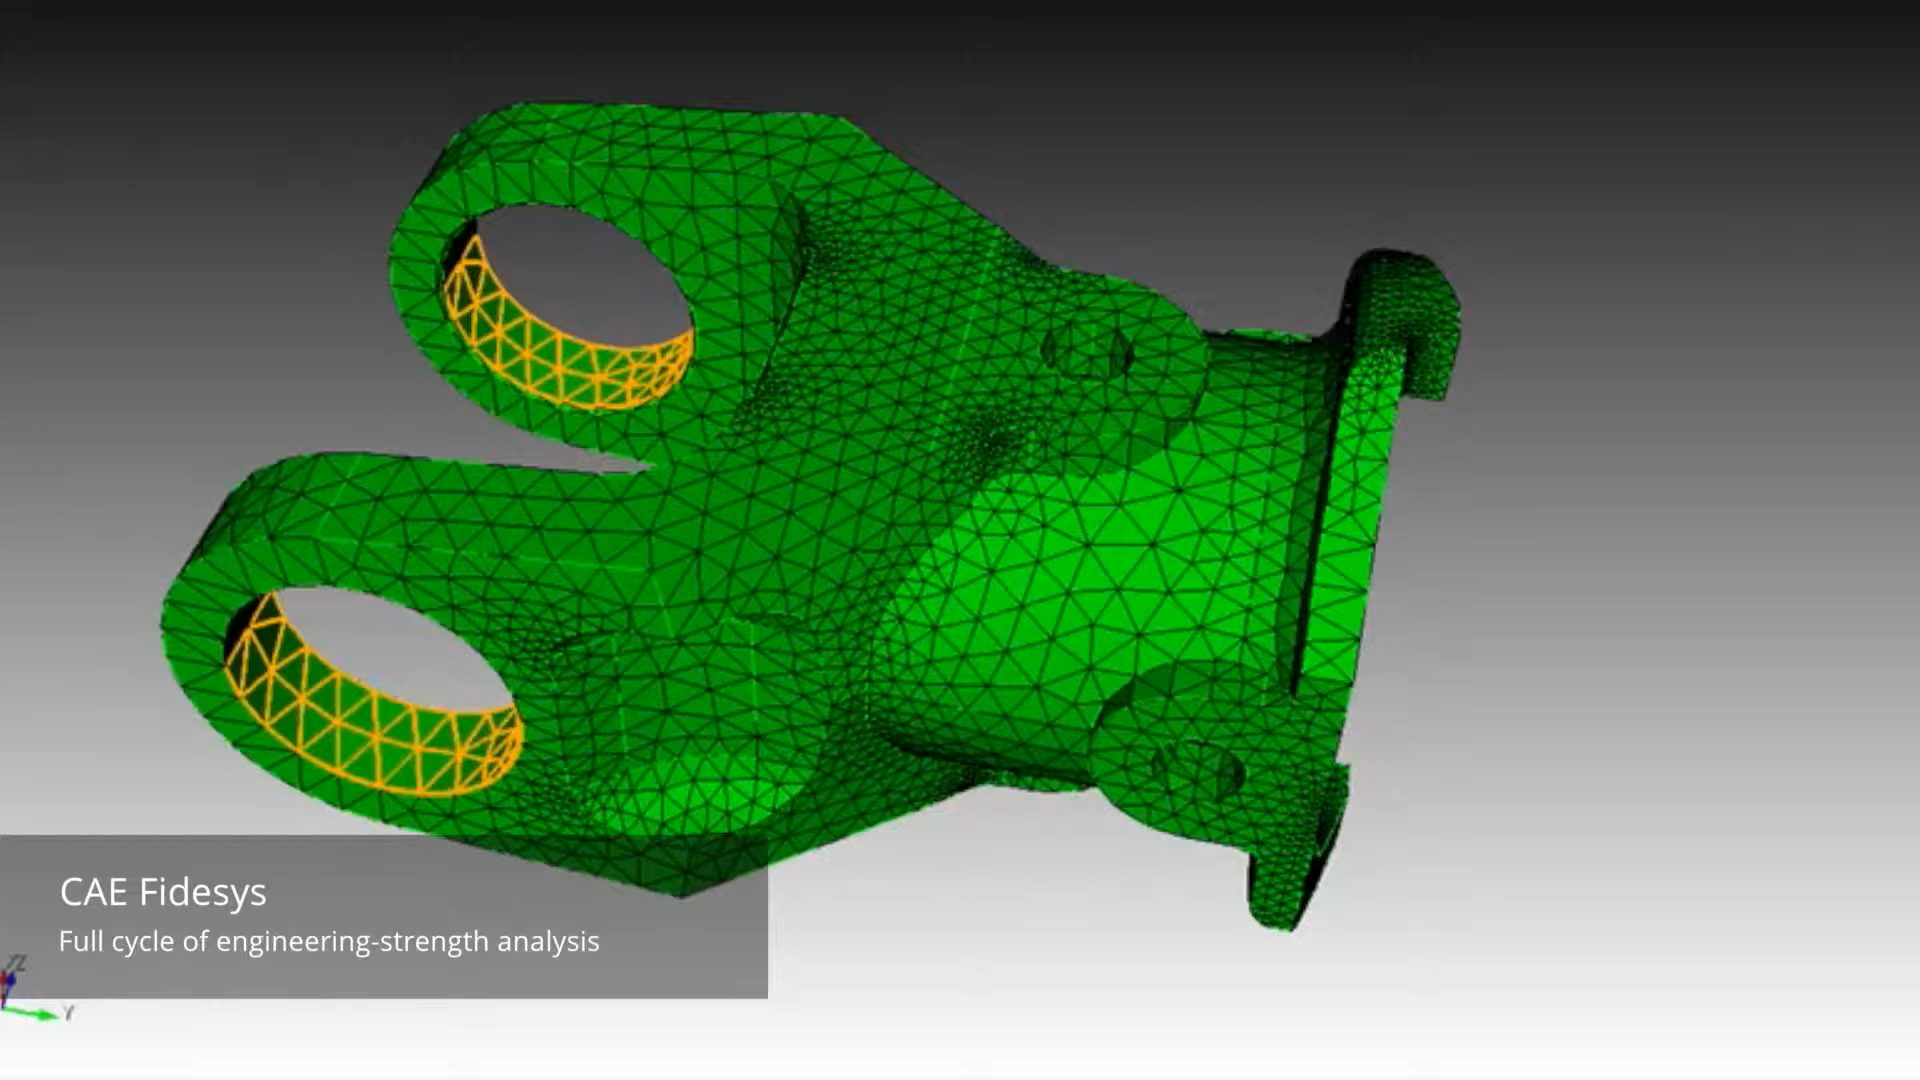 CAE Fidesys
Full cycle of engineering-strength analysis
Z
Y